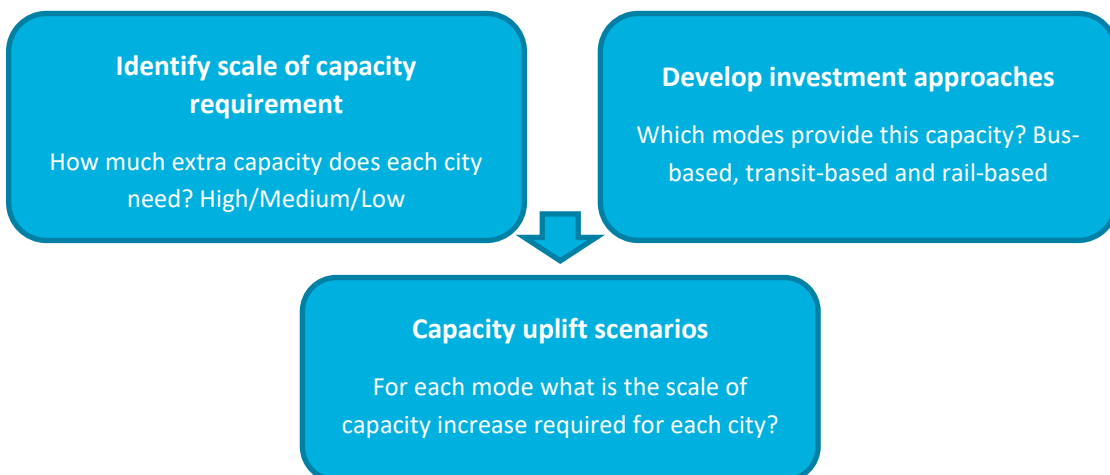 Identify scale of capacity
requirement
How much extra capacity does each city
need? High/Medium/Low
Develop investment approaches
Which modes provide this capacity? Bus-
based, transit-based and rail-based
Capacity uplift scenarios
For each mode what is the scale of
capacity increase required for each city?